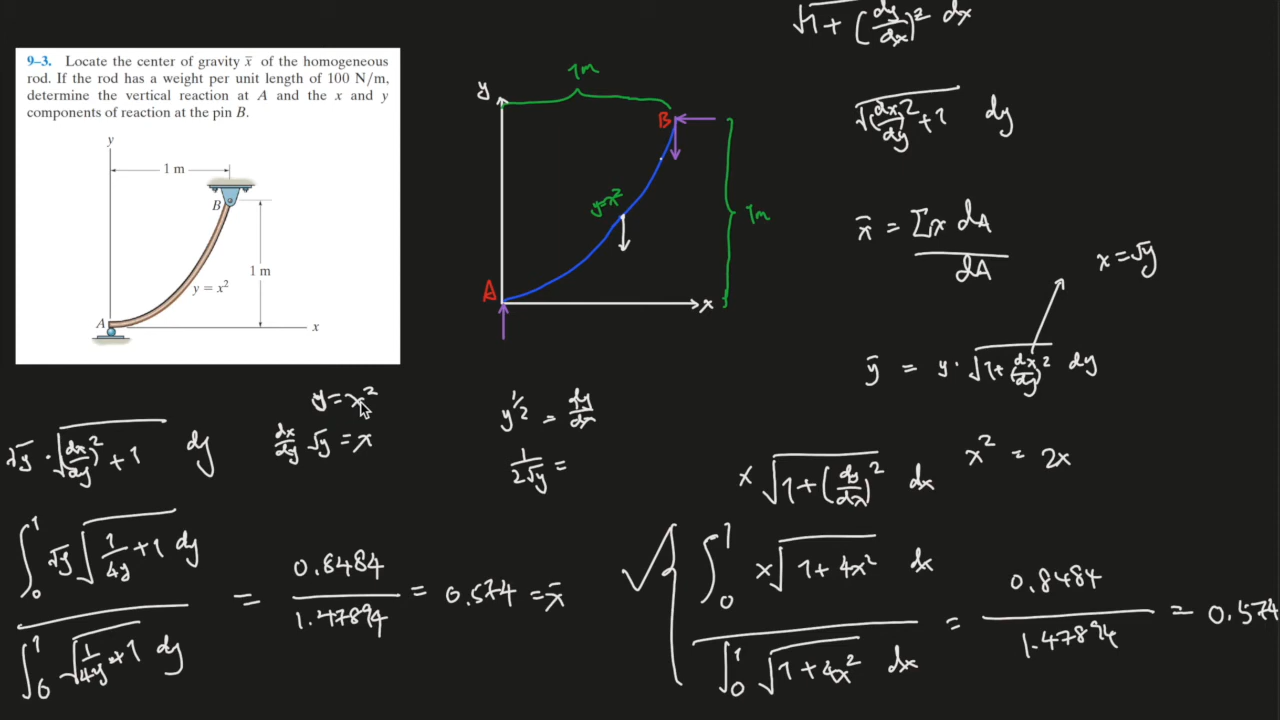 √1 + (dy/dx)² dx
9–3. Locate the center of gravity x̄ of the homogeneous
rod. If the rod has a weight per unit length of 100 N/m,
determine the vertical reaction at A and the x and y
components of reaction at the pin B.
y
1 m
B
1 m
y = x²
A
x
1m
y
B
y=x²
1m
A
x
√(dx/dy)² + 1 dy
x̄ = Σx dA / dA
x = √y
ȳ = y · √1 + (dx/dy)² dy
y = x²
dx/dy √y = x
√y · √(dx/dy)² + 1 dy
y^1/2 = dy/dx
1/2√y =
x² = 2x
x √1 + (dy/dx)² dx
∫₀¹ √y √1/4y + 1 dy / ∫₀¹ √1/4y + 1 dy = 0.8484 / 1.47894 = 0.574 = x̄
√ { ∫₀¹ x √1 + 4x² dx / ∫₀¹ √1 + 4x² dx = 0.8484 / 1.47894 = 0.574